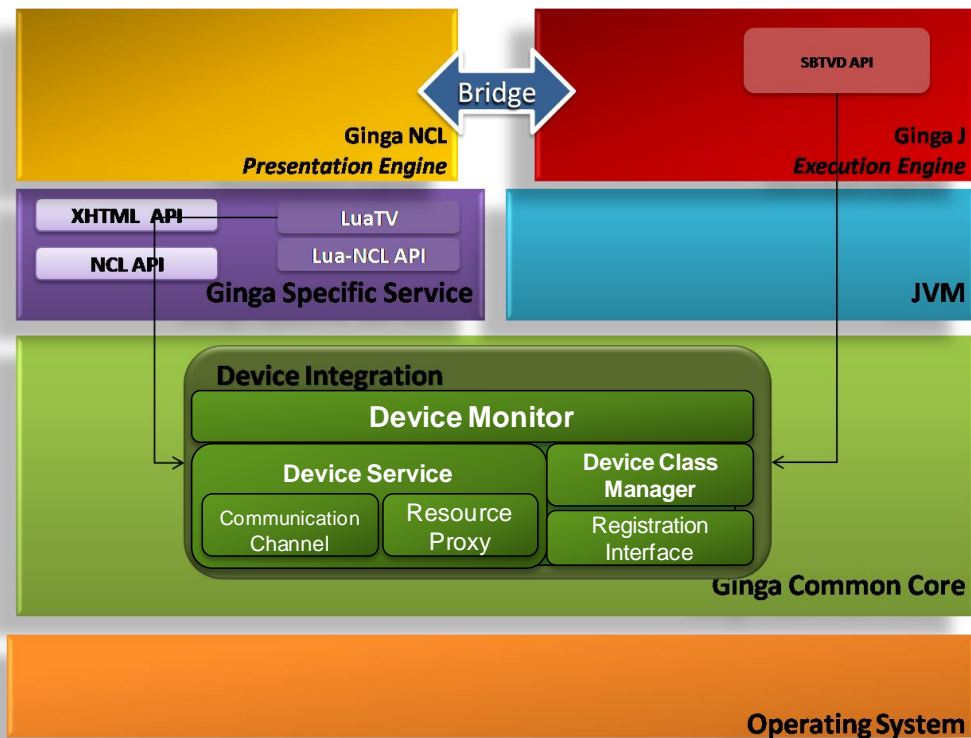 Bridge
SBTVD API
Ginga NCL
Presentation Engine
Ginga J
Execution Engine
XHTML API
LuaTV
NCL API
Lua-NCL API
Ginga Specific Service
JVM
Device Integration
Device Monitor
Device Service
Device Class
Manager
Communication
Channel
Resource
Proxy
Registration
Interface
Ginga Common Core
Operating System